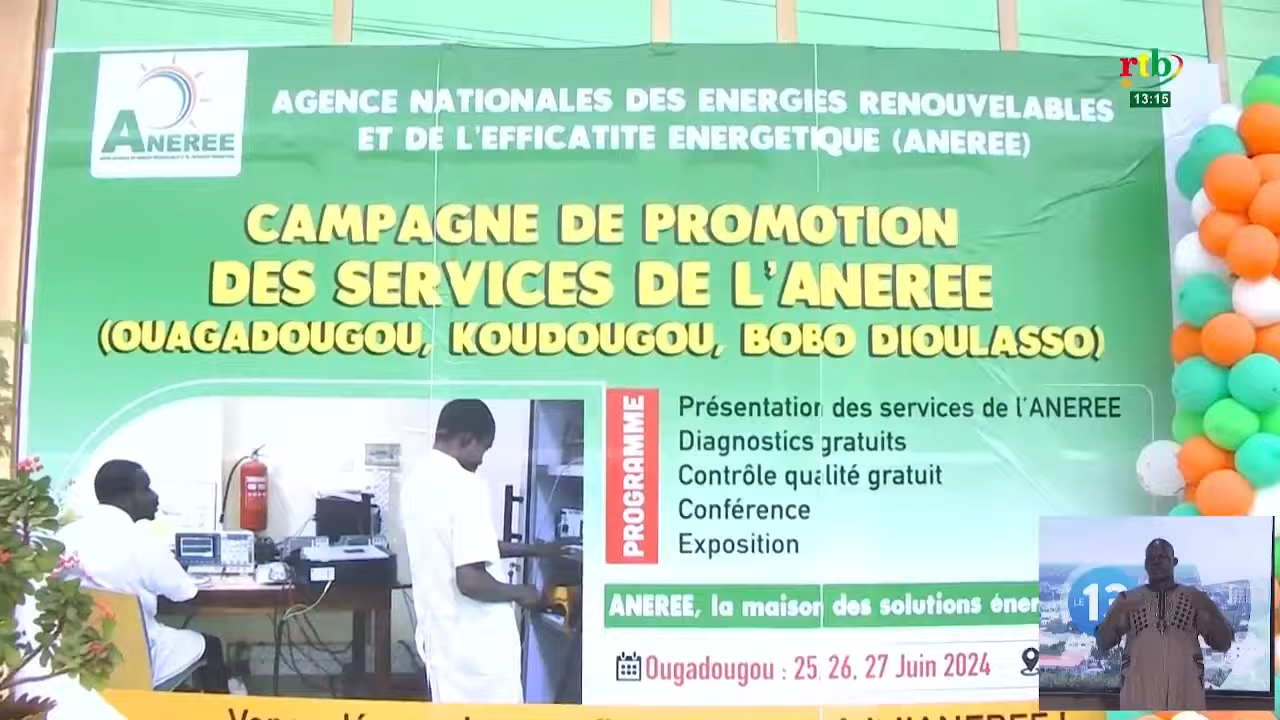 rtb
13:15
ANEREE
AGENCE NATIONALES DES ENERGIES RENOUVELABLES
ET DE L'EFFICATITE ENERGETIQUE (ANEREE)
CAMPAGNE DE PROMOTION
DES SERVICES DE L'ANEREE
(OUAGADOUGOU, KOUDOUGOU, BOBO DIOULASSO)
PROGRAMME
Présentation des services de l'ANEREE
Diagnostics gratuits
Contrôle qualité gratuit
Conférence
Exposition
ANEREE, la maison des solutions
Ougadougou : 25, 26, 27 Juin 2024
LE 13